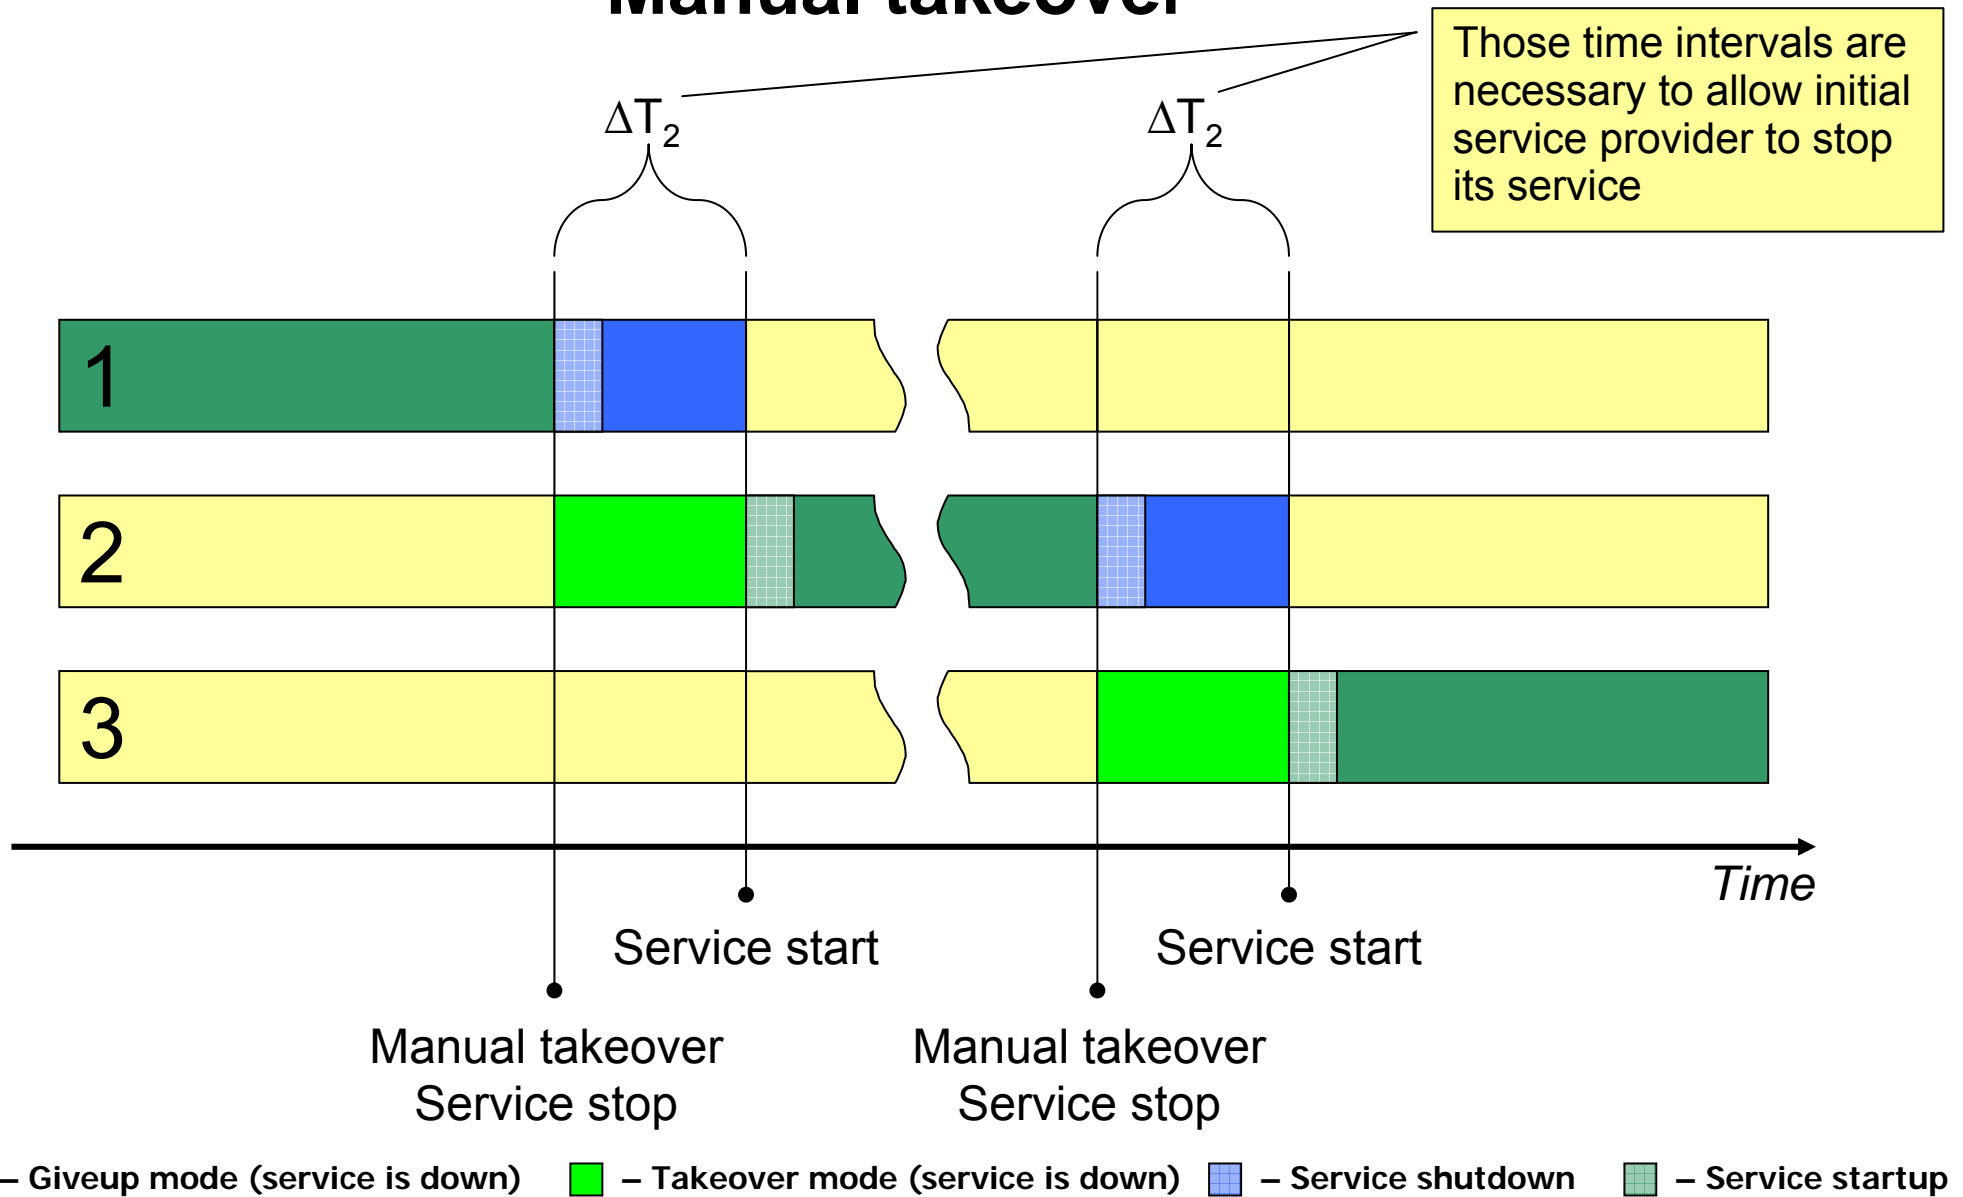 Manual takeover
Those time intervals are
necessary to allow initial
service provider to stop
its service
ΔT2
ΔT2
1
2
3
Time
Service start
Service start
Manual takeover
Service stop
Manual takeover
Service stop
– Giveup mode (service is down)
– Takeover mode (service is down)
– Service shutdown
– Service startup